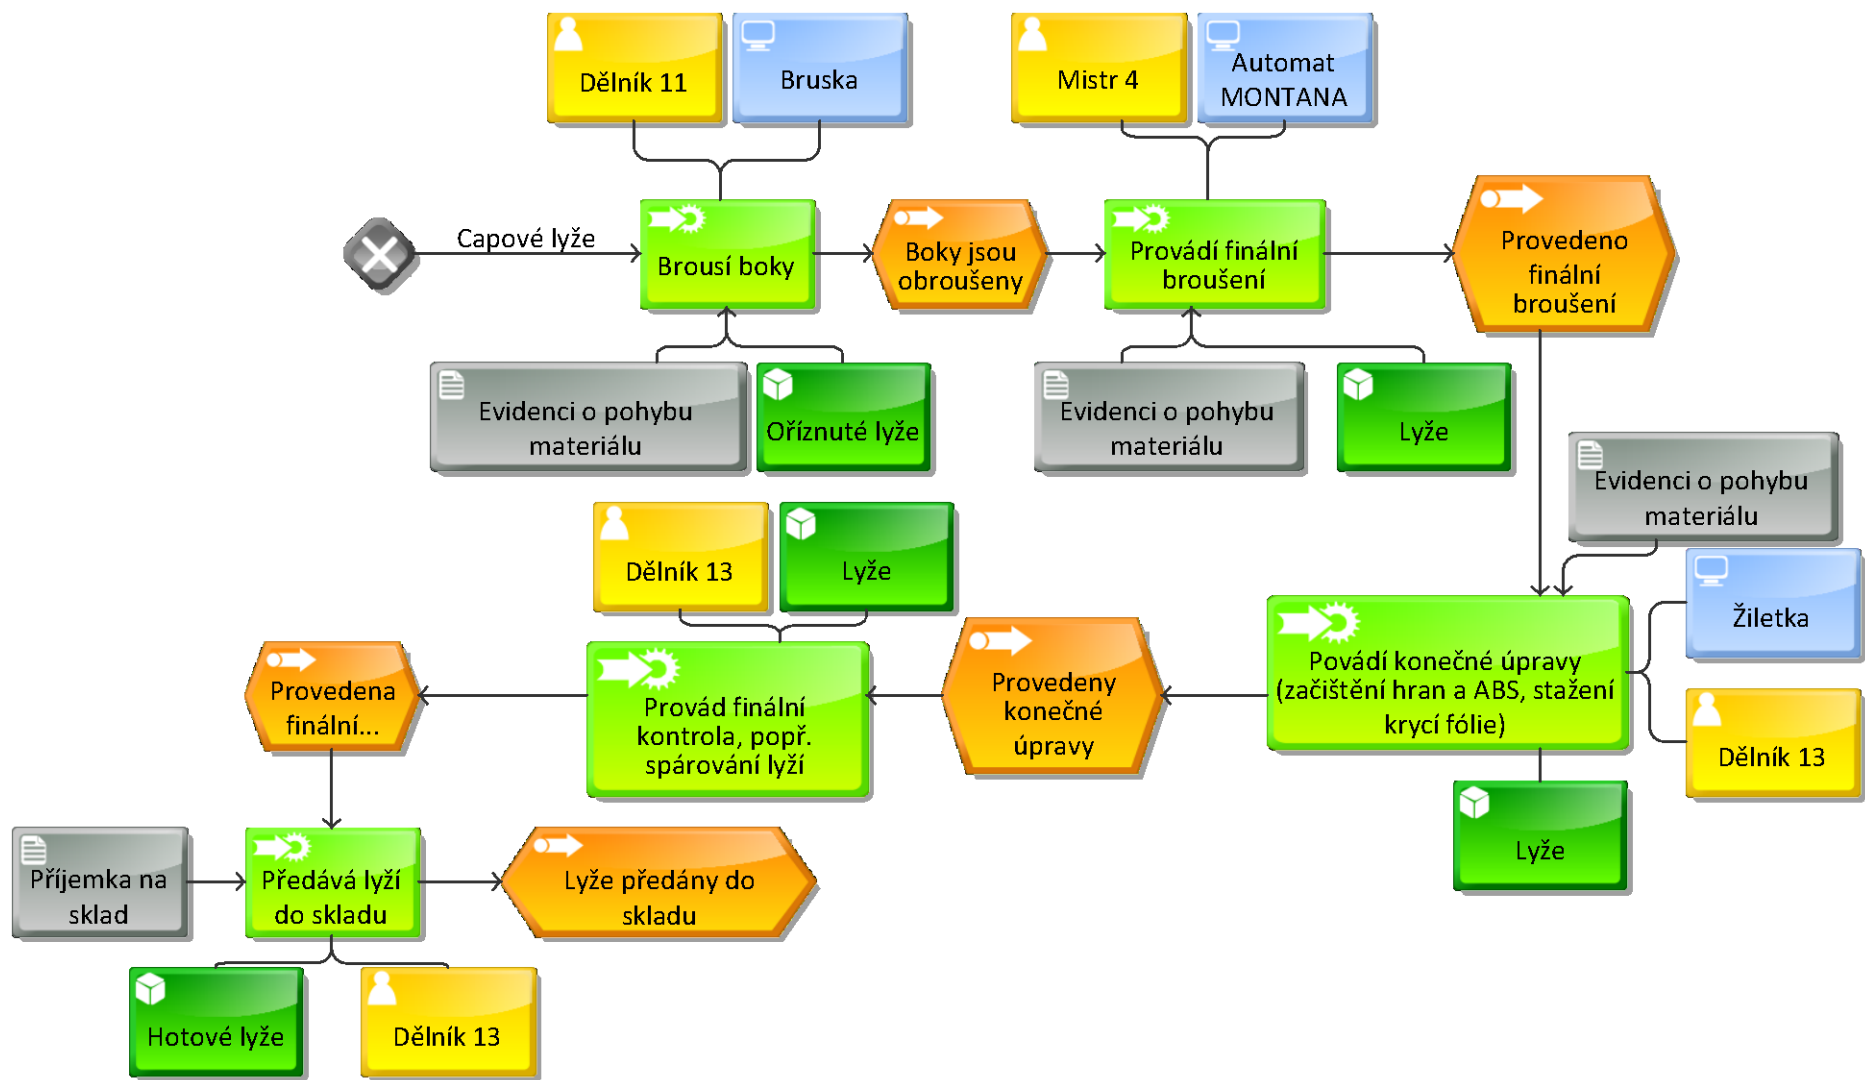 Dělník 11
Bruska
Mistr 4
Automat
MONTANA
Capové lyže
Brousí boky
Boky jsou
obroušeny
Provádí finální
broušení
Provedeno
finální
broušení
Evidenci o pohybu
materiálu
Oříznuté lyže
Evidenci o pohybu
materiálu
Lyže
Evidenci o pohybu
materiálu
Dělník 13
Lyže
Žiletka
Povádí konečné úpravy
(začištění hran a ABS, stažení
krycí fólie)
Dělník 13
Lyže
Provedeny
konečné
úpravy
Provád finální
kontrola, popř.
spárování lyží
Provedena
finální...
Příjemka na
sklad
Předává lyží
do skladu
Lyže předány do
skladu
Hotové lyže
Dělník 13